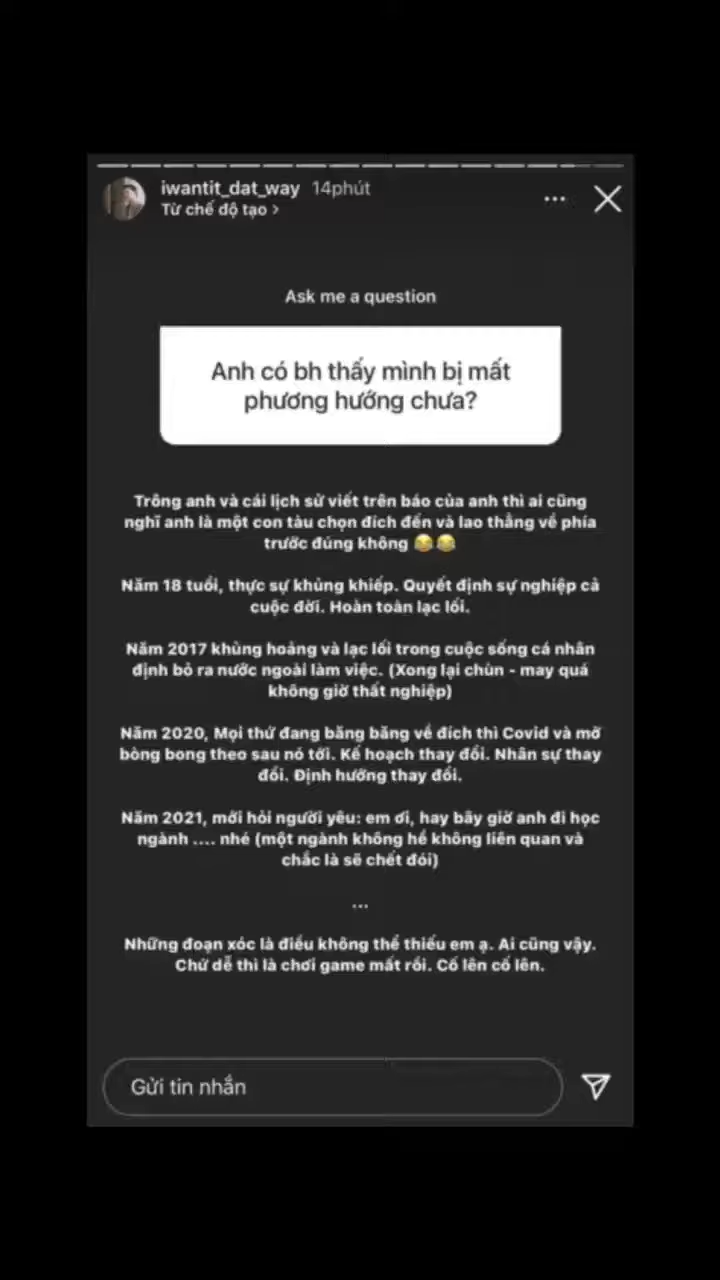 iwantit_dat_way 14phút
Từ chế độ tạo >
Ask me a question
Anh có bh thấy mình bị mất
phương hướng chưa?
Trông anh và cái lịch sử viết trên báo của anh thì ai cũng
nghĩ anh là một con tàu chọn đích đến và lao thẳng về phía
trước đúng không 😂😂
Năm 18 tuổi, thực sự khủng khiếp. Quyết định sự nghiệp cả
cuộc đời. Hoàn toàn lạc lối.
Năm 2017 khủng hoảng và lạc lối trong cuộc sống cá nhân
định bỏ ra nước ngoài làm việc. (Xong lại chùn - may quá
không giờ thất nghiệp)
Năm 2020, Mọi thứ đang băng băng về đích thì Covid và mớ
bòng bong theo sau nó tới. Kế hoạch thay đổi. Nhân sự thay
đổi. Định hướng thay đổi.
Năm 2021, mới hỏi người yêu: em ơi, hay bây giờ anh đi học
ngành .... nhé (một ngành không hề không liên quan và
chắc là sẽ chết đói)
...
Những đoạn xóc là điều không thể thiếu em ạ. Ai cũng vậy.
Chứ dễ thì là chơi game mất rồi. Cố lên cố lên.
Gửi tin nhắn